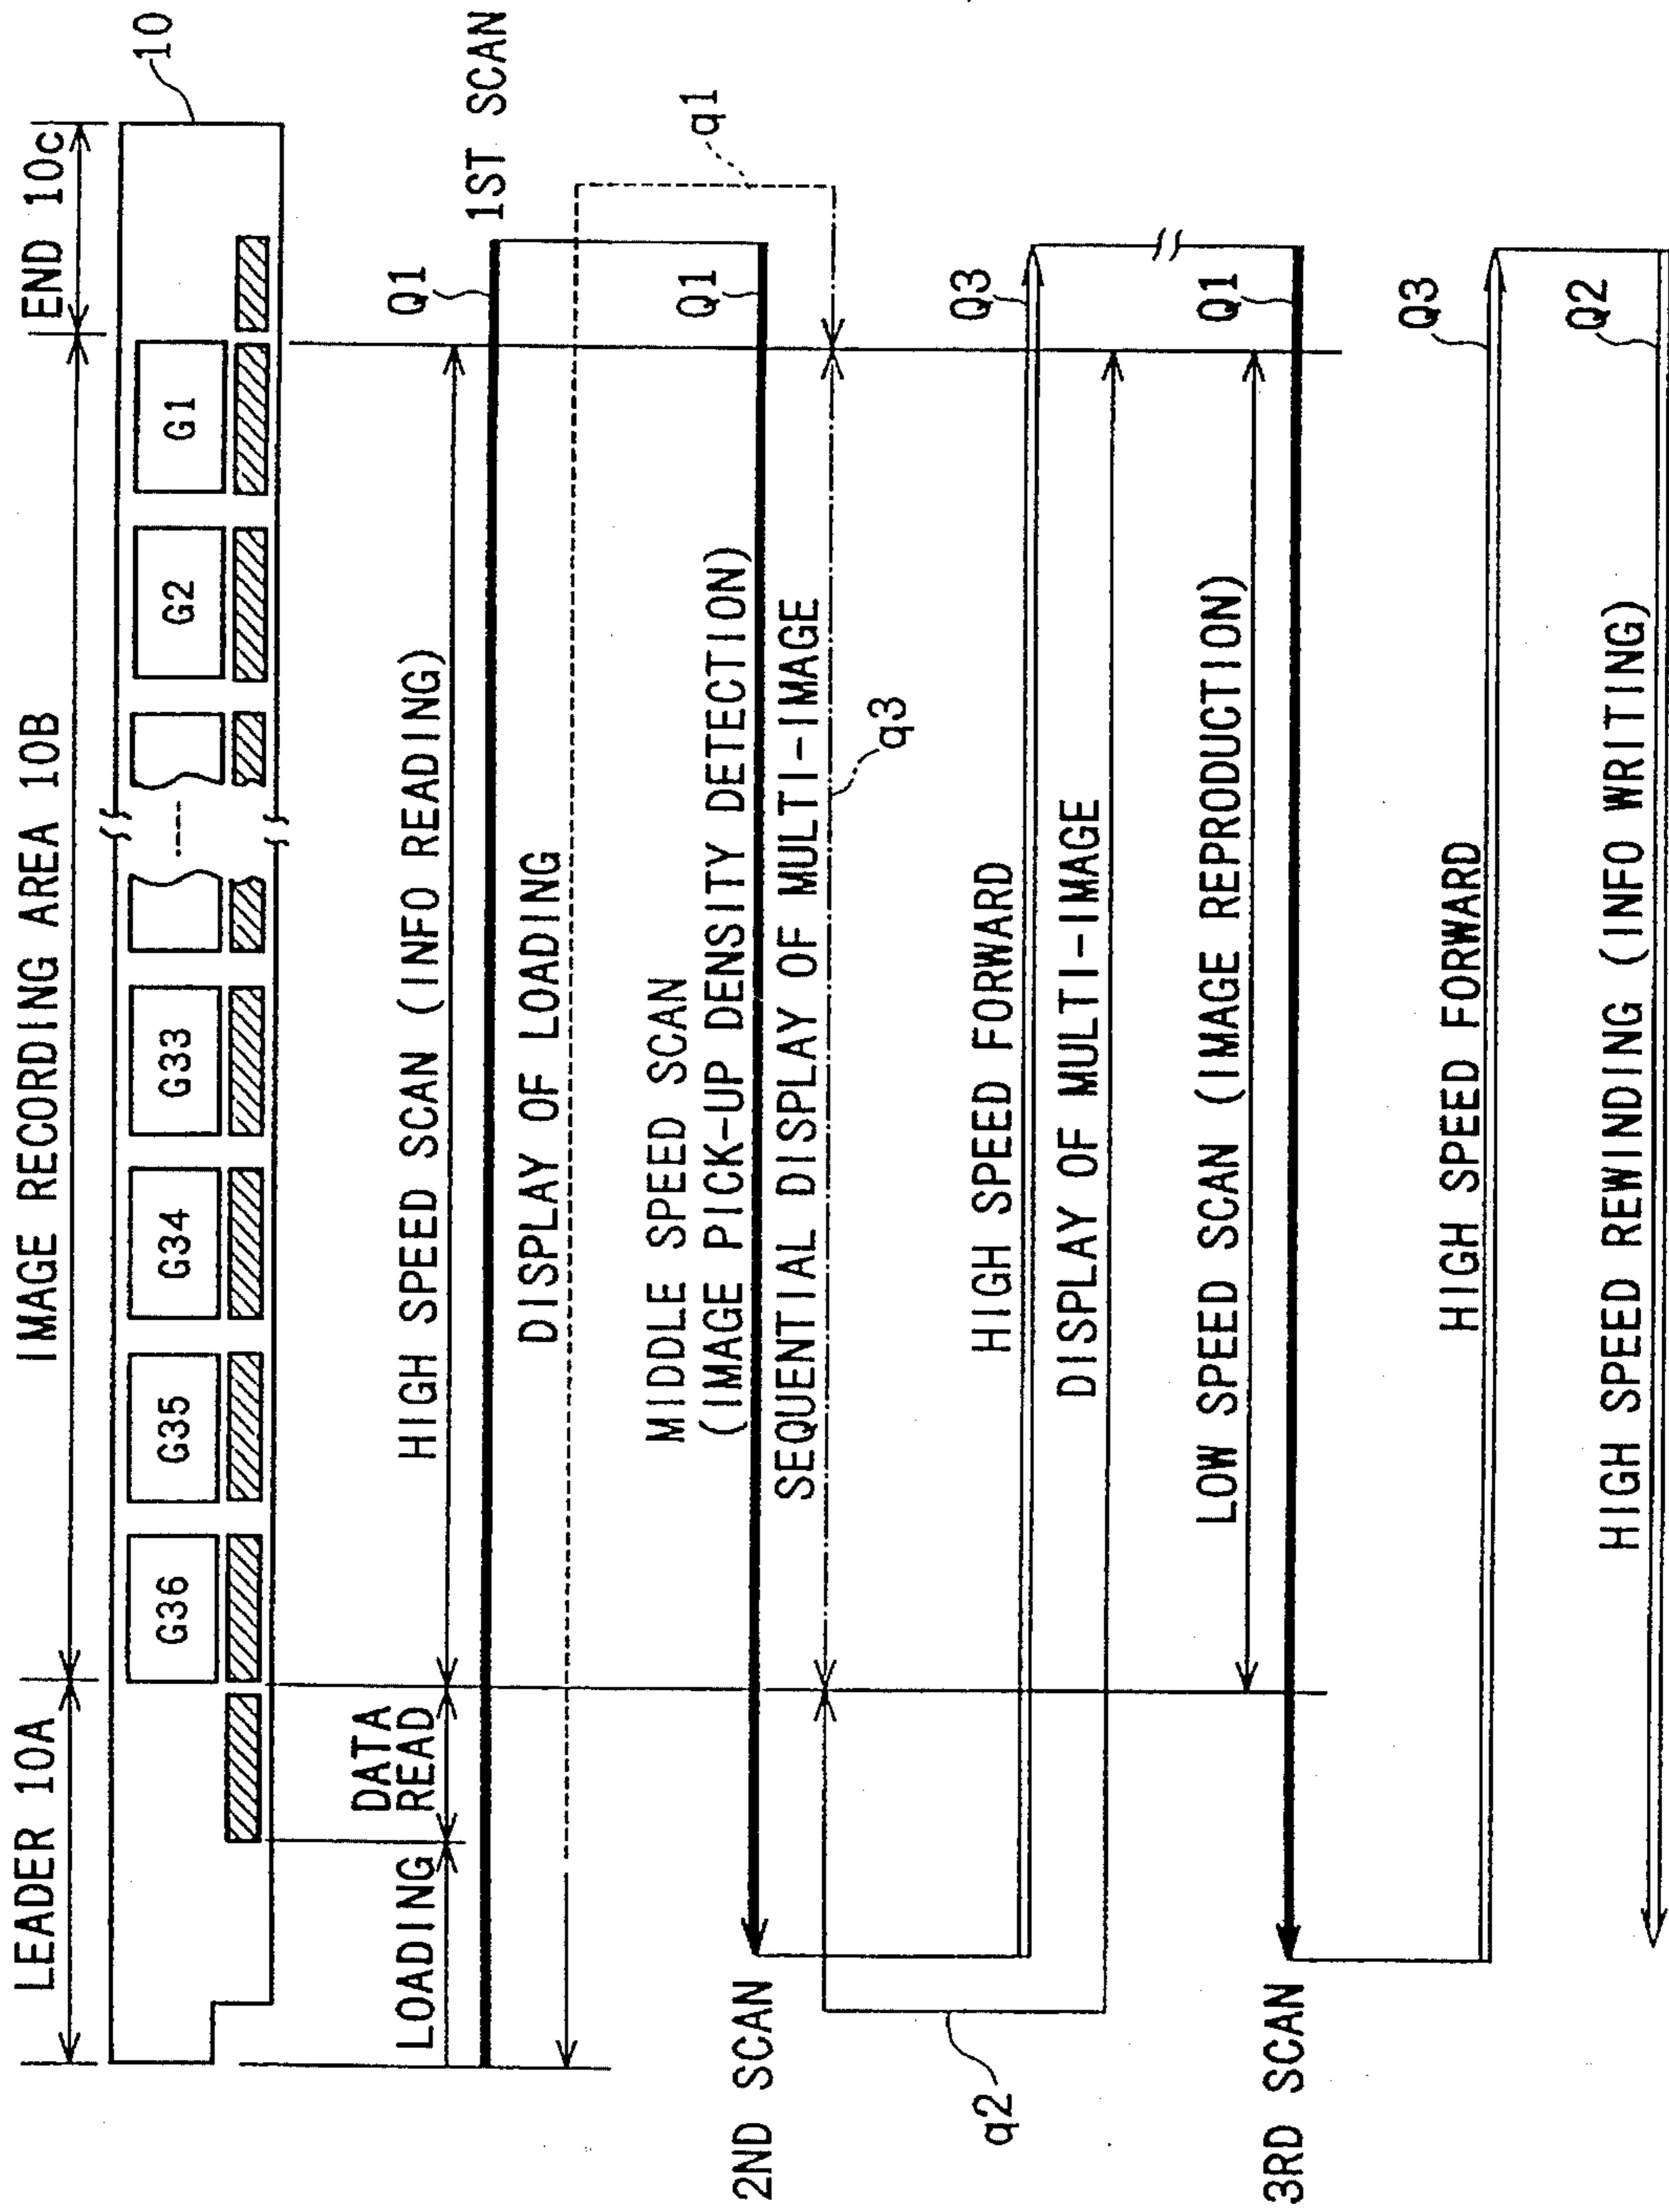 LEADER 10A
IMAGE RECORDING AREA 10B
END 10c
10
G36
G35
G34
G33
G2
G1
LOADING
DATA
READ
HIGH SPEED SCAN (INFO READING)
Q1
1ST SCAN
DISPLAY OF LOADING
q1
MIDDLE SPEED SCAN
(IMAGE PICK-UP DENSITY DETECTION)
Q1
2ND SCAN
SEQUENTIAL DISPLAY OF MULTI-IMAGE
q3
HIGH SPEED FORWARD
Q3
q2
DISPLAY OF MULTI-IMAGE
LOW SPEED SCAN (IMAGE REPRODUCTION)
Q1
3RD SCAN
HIGH SPEED FORWARD
Q3
HIGH SPEED REWINDING (INFO WRITING)
Q2